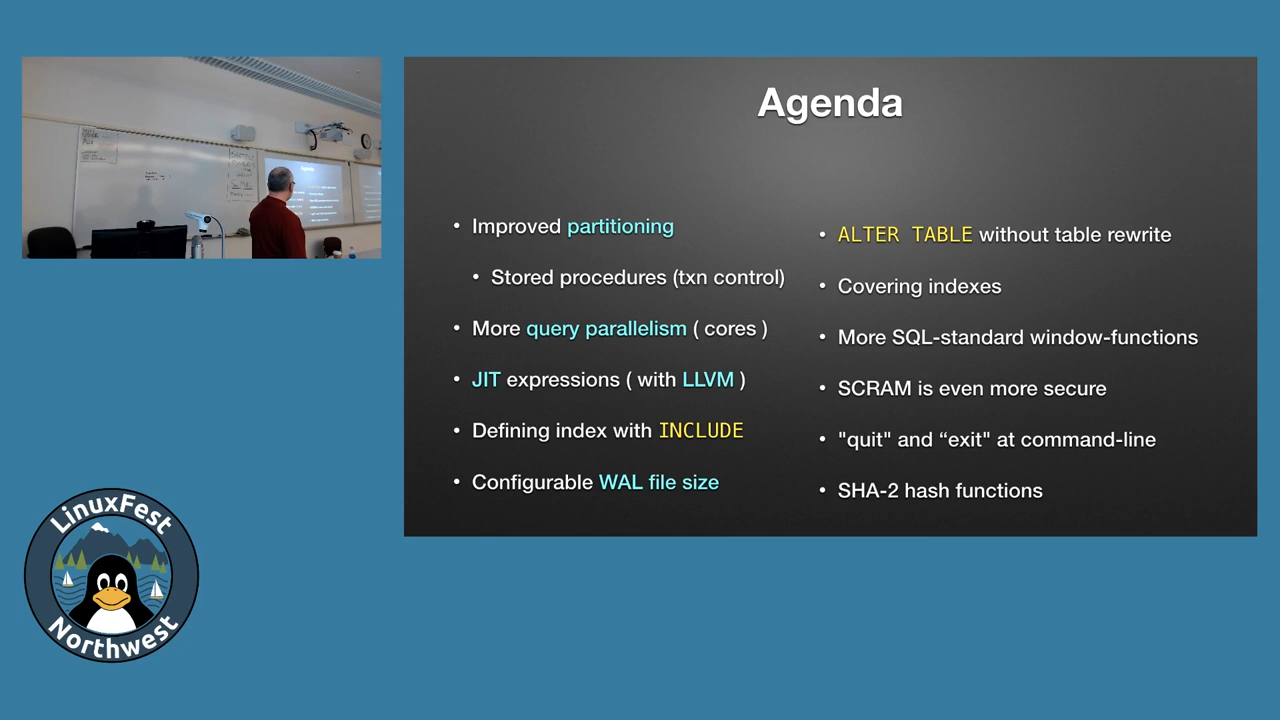 Agenda
• Improved partitioning
• Stored procedures (txn control)
• More query parallelism ( cores )
• JIT expressions ( with LLVM )
• Defining index with INCLUDE
• Configurable WAL file size
• ALTER TABLE without table rewrite
• Covering indexes
• More SQL-standard window-functions
• SCRAM is even more secure
• "quit" and “exit" at command-line
• SHA-2 hash functions
LinuxFest
Northwest